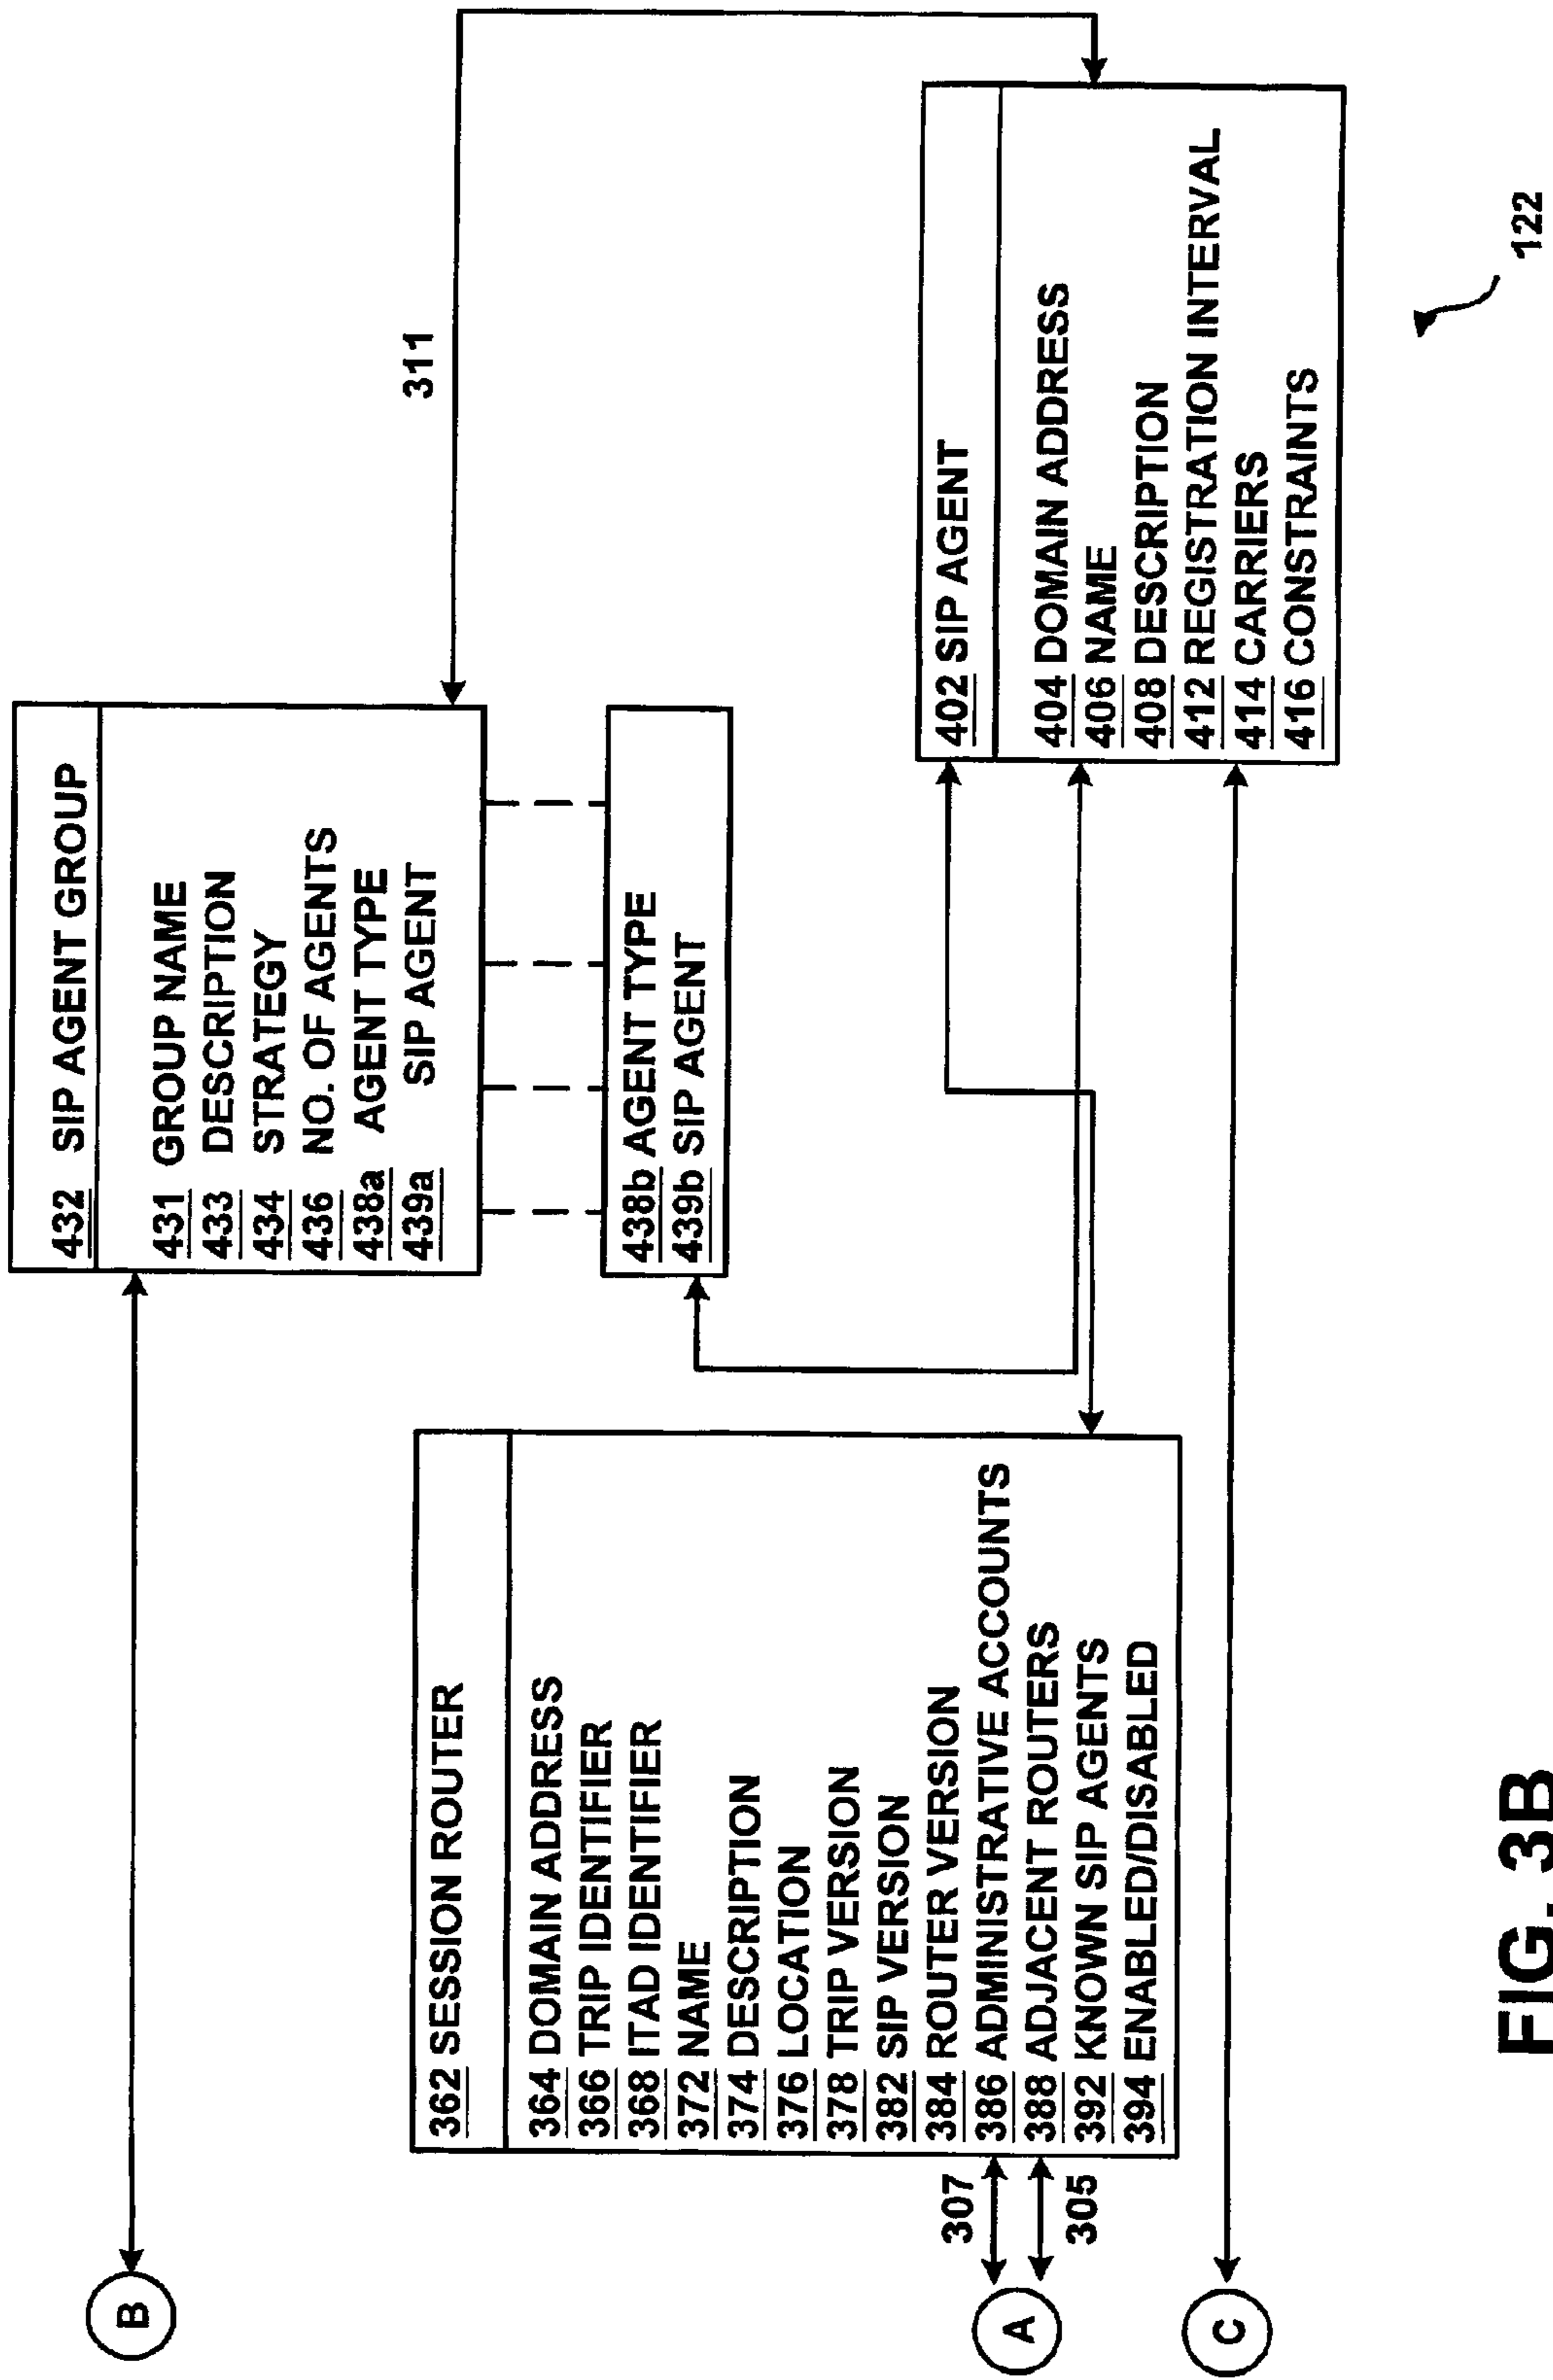 B
432 SIP AGENT GROUP
431 GROUP NAME
433 DESCRIPTION
434 STRATEGY
436 NO. OF AGENTS
438a AGENT TYPE
439a SIP AGENT
311
438b AGENT TYPE
439b SIP AGENT
362 SESSION ROUTER
364 DOMAIN ADDRESS
366 TRIP IDENTIFIER
368 ITAD IDENTIFIER
372 NAME
374 DESCRIPTION
376 LOCATION
378 TRIP VERSION
382 SIP VERSION
384 ROUTER VERSION
386 ADMINISTRATIVE ACCOUNTS
388 ADJACENT ROUTERS
392 KNOWN SIP AGENTS
394 ENABLED/DISABLED
307
A
305
402 SIP AGENT
404 DOMAIN ADDRESS
406 NAME
408 DESCRIPTION
412 REGISTRATION INTERVAL
414 CARRIERS
416 CONSTRAINTS
C
122
FIG. 3B